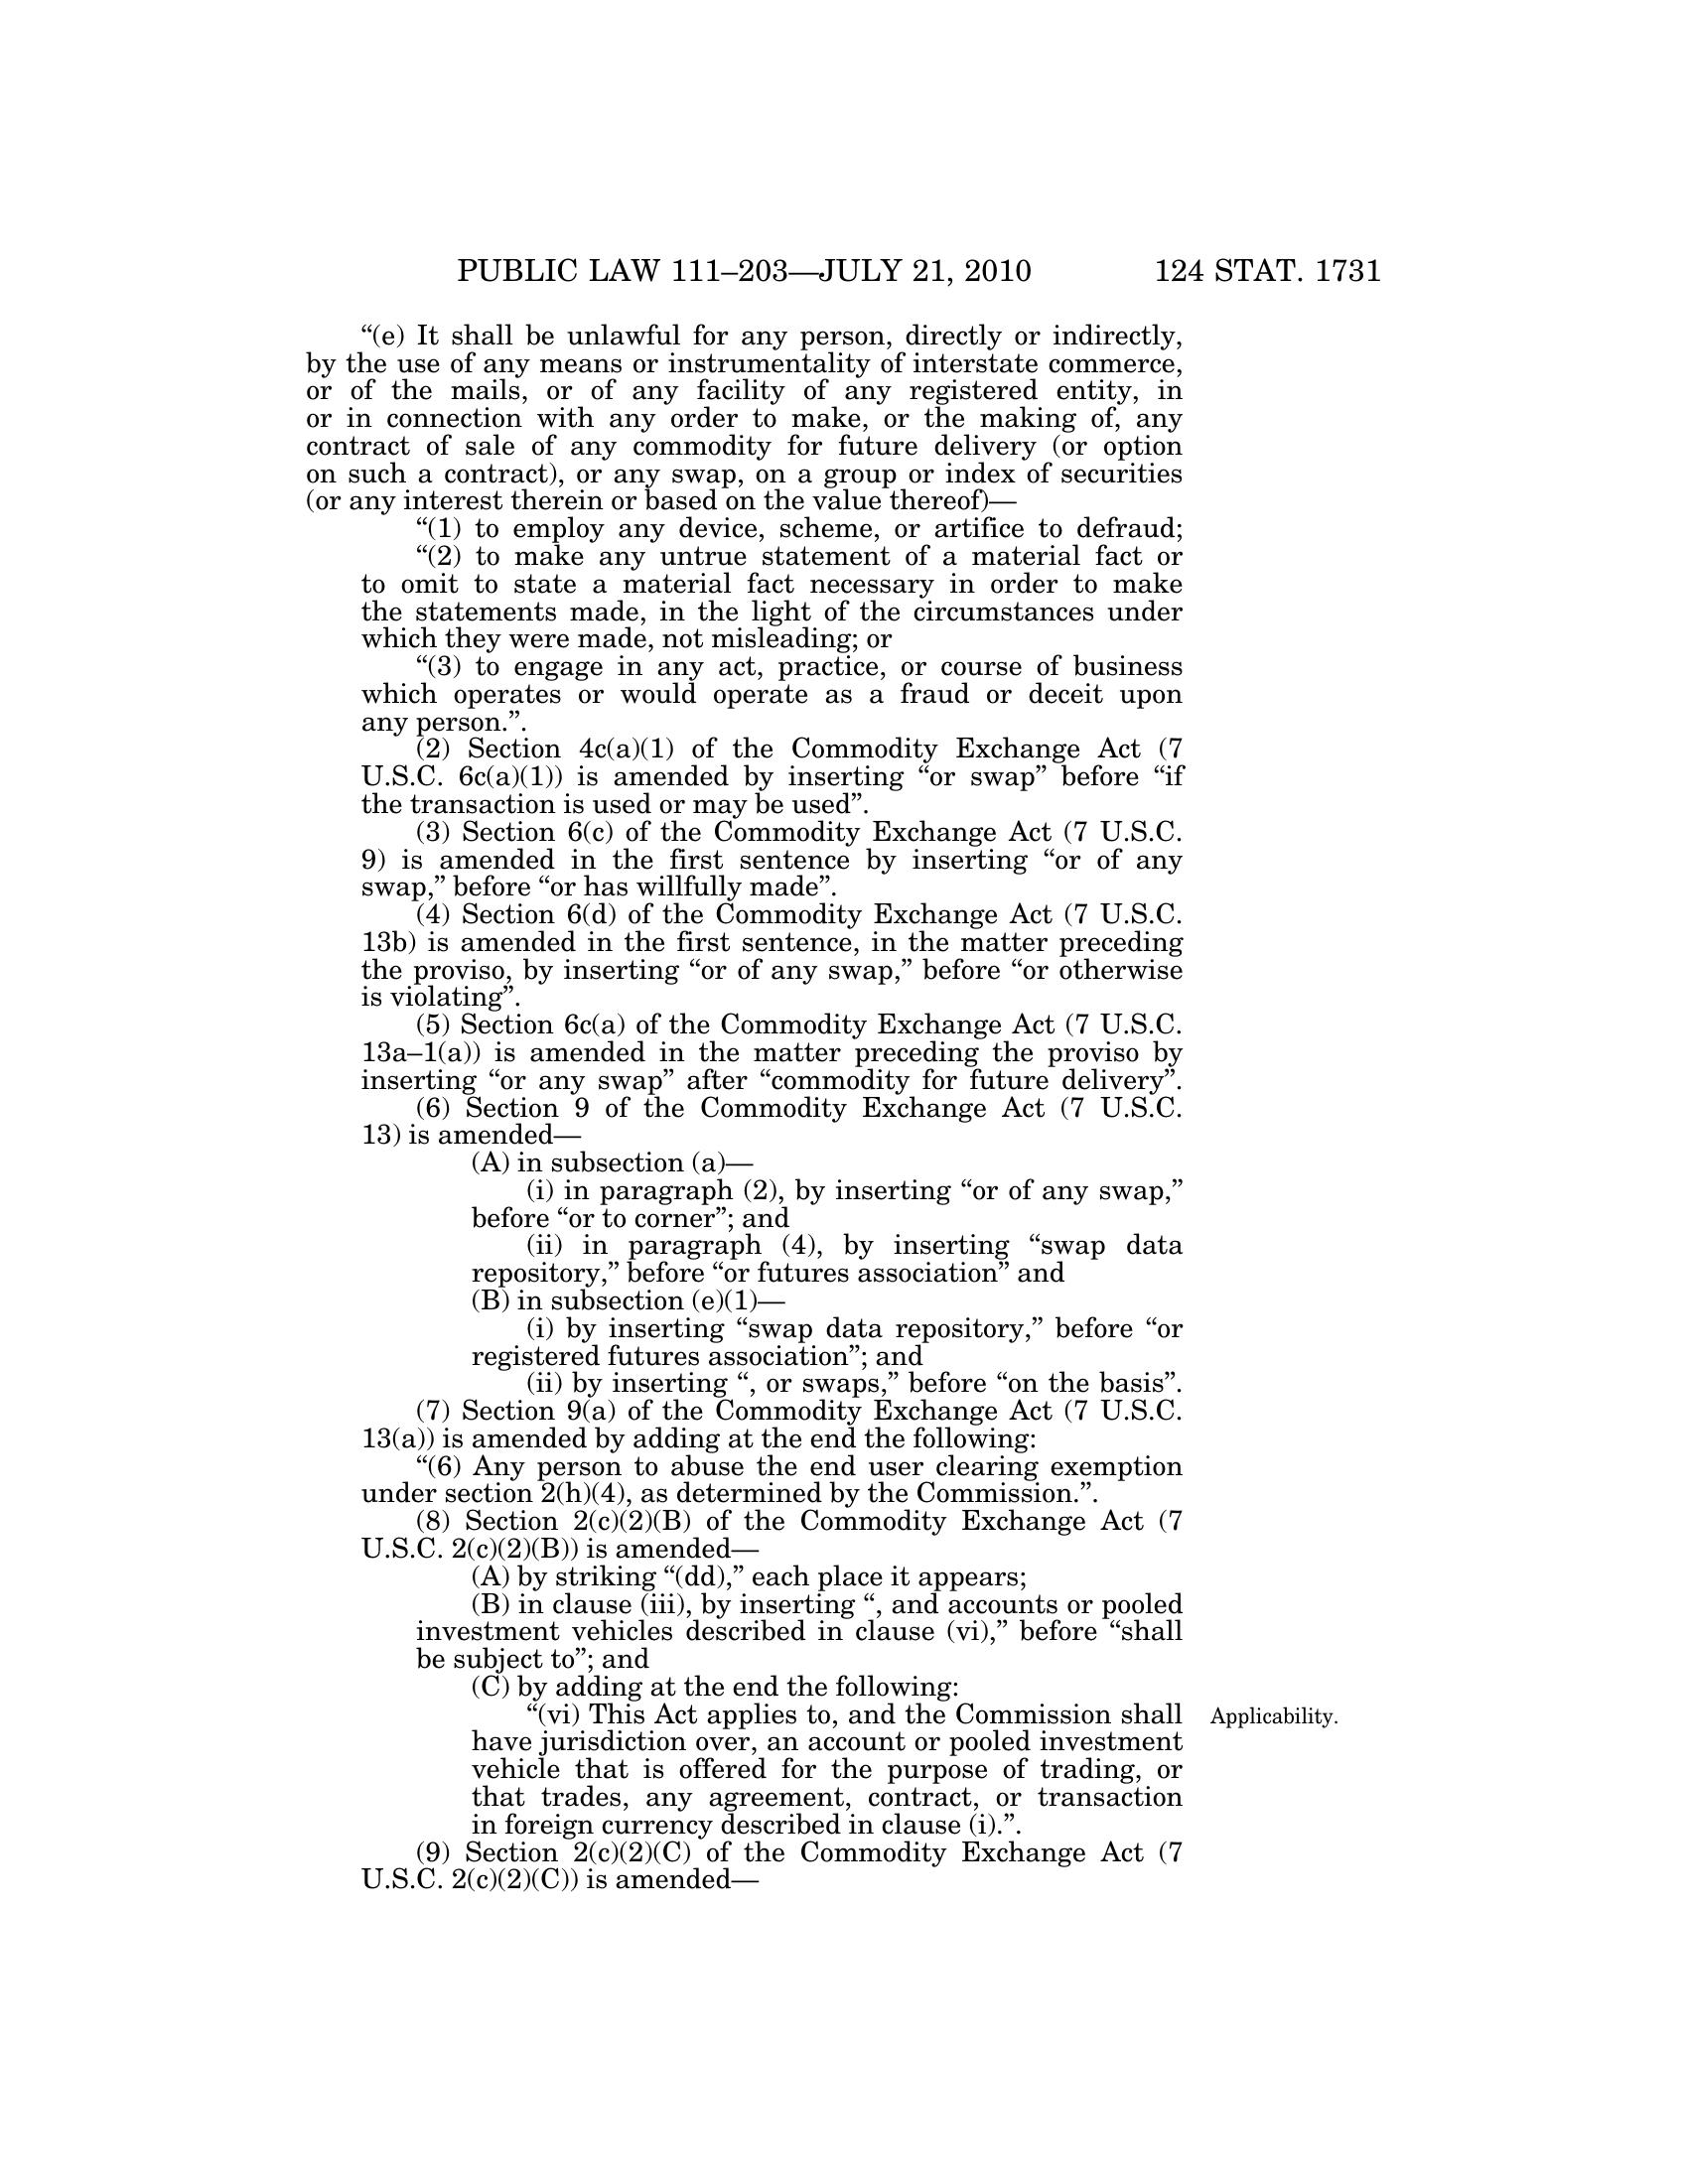 PUBLIC LAW 111–203—JULY 21, 2010 124 STAT. 1731
“(e) It shall be unlawful for any person, directly or indirectly,
by the use of any means or instrumentality of interstate commerce,
or of the mails, or of any facility of any registered entity, in
or in connection with any order to make, or the making of, any
contract of sale of any commodity for future delivery (or option
on such a contract), or any swap, on a group or index of securities
(or any interest therein or based on the value thereof)—
“(1) to employ any device, scheme, or artifice to defraud;
“(2) to make any untrue statement of a material fact or
to omit to state a material fact necessary in order to make
the statements made, in the light of the circumstances under
which they were made, not misleading; or
“(3) to engage in any act, practice, or course of business
which operates or would operate as a fraud or deceit upon
any person.”.
(2) Section 4c(a)(1) of the Commodity Exchange Act (7
U.S.C. 6c(a)(1)) is amended by inserting “or swap” before “if
the transaction is used or may be used”.
(3) Section 6(c) of the Commodity Exchange Act (7 U.S.C.
9) is amended in the first sentence by inserting “or of any
swap,” before “or has willfully made”.
(4) Section 6(d) of the Commodity Exchange Act (7 U.S.C.
13b) is amended in the first sentence, in the matter preceding
the proviso, by inserting “or of any swap,” before “or otherwise
is violating”.
(5) Section 6c(a) of the Commodity Exchange Act (7 U.S.C.
13a–1(a)) is amended in the matter preceding the proviso by
inserting “or any swap” after “commodity for future delivery”.
(6) Section 9 of the Commodity Exchange Act (7 U.S.C.
13) is amended—
(A) in subsection (a)—
(i) in paragraph (2), by inserting “or of any swap,”
before “or to corner”; and
(ii) in paragraph (4), by inserting “swap data
repository,” before “or futures association” and
(B) in subsection (e)(1)—
(i) by inserting “swap data repository,” before “or
registered futures association”; and
(ii) by inserting “, or swaps,” before “on the basis”.
(7) Section 9(a) of the Commodity Exchange Act (7 U.S.C.
13(a)) is amended by adding at the end the following:
“(6) Any person to abuse the end user clearing exemption
under section 2(h)(4), as determined by the Commission.”.
(8) Section 2(c)(2)(B) of the Commodity Exchange Act (7
U.S.C. 2(c)(2)(B)) is amended—
(A) by striking “(dd),” each place it appears;
(B) in clause (iii), by inserting “, and accounts or pooled
investment vehicles described in clause (vi),” before “shall
be subject to”; and
(C) by adding at the end the following:
“(vi) This Act applies to, and the Commission shall Applicability.
have jurisdiction over, an account or pooled investment
vehicle that is offered for the purpose of trading, or
that trades, any agreement, contract, or transaction
in foreign currency described in clause (i).”.
(9) Section 2(c)(2)(C) of the Commodity Exchange Act (7
U.S.C. 2(c)(2)(C)) is amended—